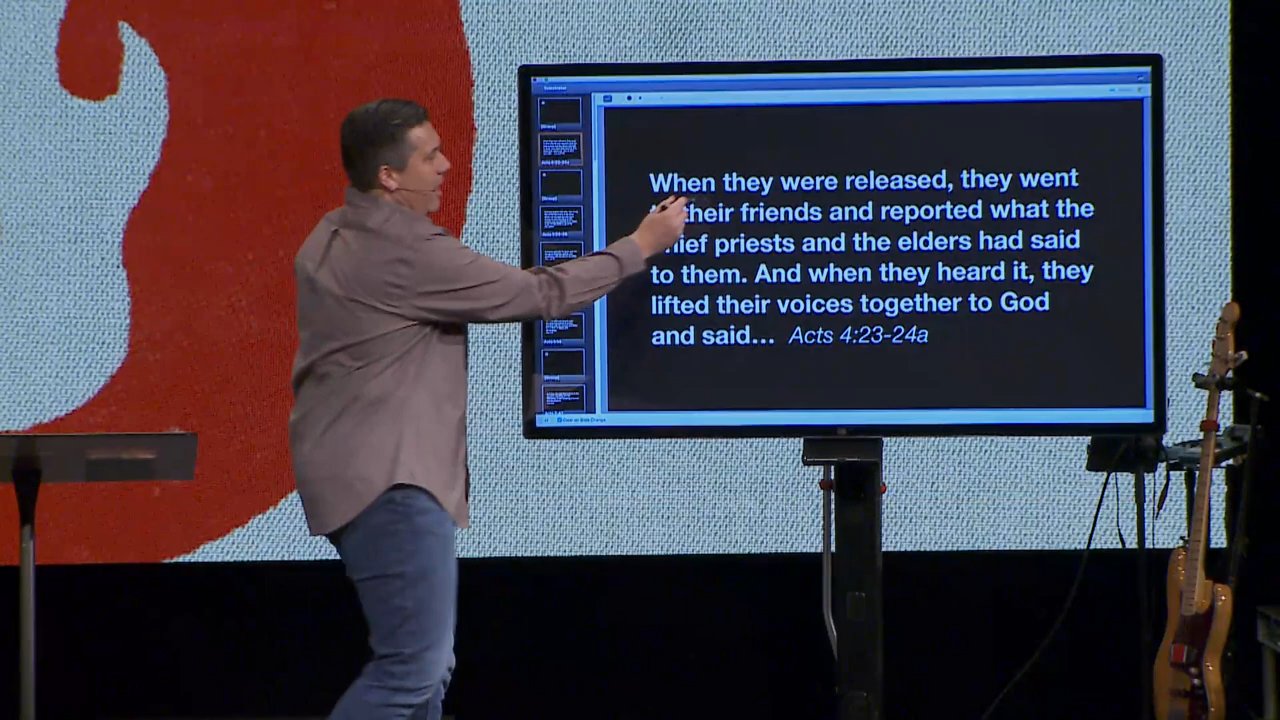 When they were released, they went
their friends and reported what the
priests and the elders had said
to them. And when they heard it, they
lifted their voices together to God
and said... Acts 4:23-24a